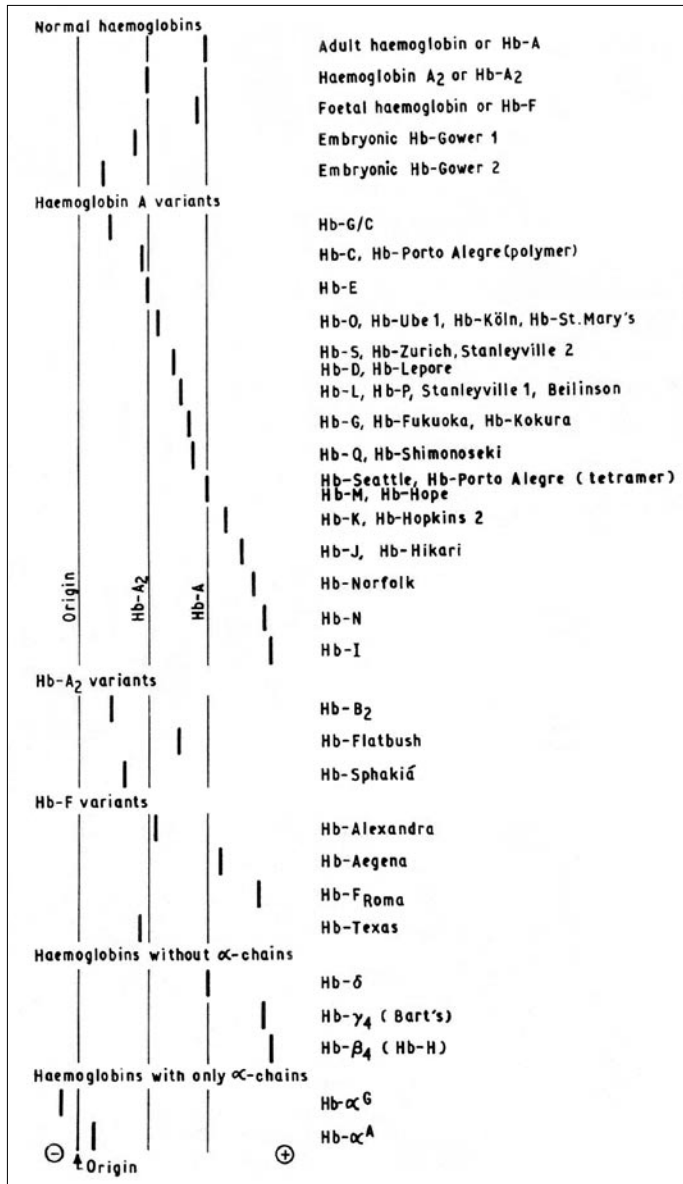 Normal haemoglobins
Adult haemoglobin or Hb-A
Haemoglobin A2 or Hb-A2
Foetal haemoglobin or Hb-F
Embryonic Hb-Gower 1
Embryonic Hb-Gower 2
Haemoglobin A variants
Hb-G/C
Hb-C, Hb-Porto Alegre(polymer)
Hb-E
Hb-O, Hb-Ube 1, Hb-Köln, Hb-St.Mary's
Hb-S, Hb-Zurich, Stanleyville 2
Hb-D, Hb-Lepore
Hb-L, Hb-P, Stanleyville 1, Beilinson
Hb-G, Hb-Fukuoka, Hb-Kokura
Hb-Q, Hb-Shimonoseki
Hb-Seattle, Hb-Porto Alegre (tetramer)
Hb-M, Hb-Hope
Hb-K, Hb-Hopkins 2
Hb-J, Hb-Hikari
Origin
Hb-A2
Hb-A
Hb-Norfolk
Hb-N
Hb-I
Hb-A2 variants
Hb-B2
Hb-Flatbush
Hb-Sphakiá
Hb-F variants
Hb-Alexandra
Hb-Aegena
Hb-F Roma
Hb-Texas
Haemoglobins without α-chains
Hb-δ
Hb-γ4 (Bart's)
Hb-β4 (Hb-H)
Haemoglobins with only α-chains
Hb-α G
Hb-α A
⊖ Origin ⊕